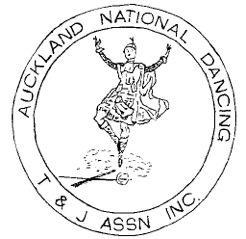 AUCKLAND NATIONAL DANCING
T & J ASSN INC.